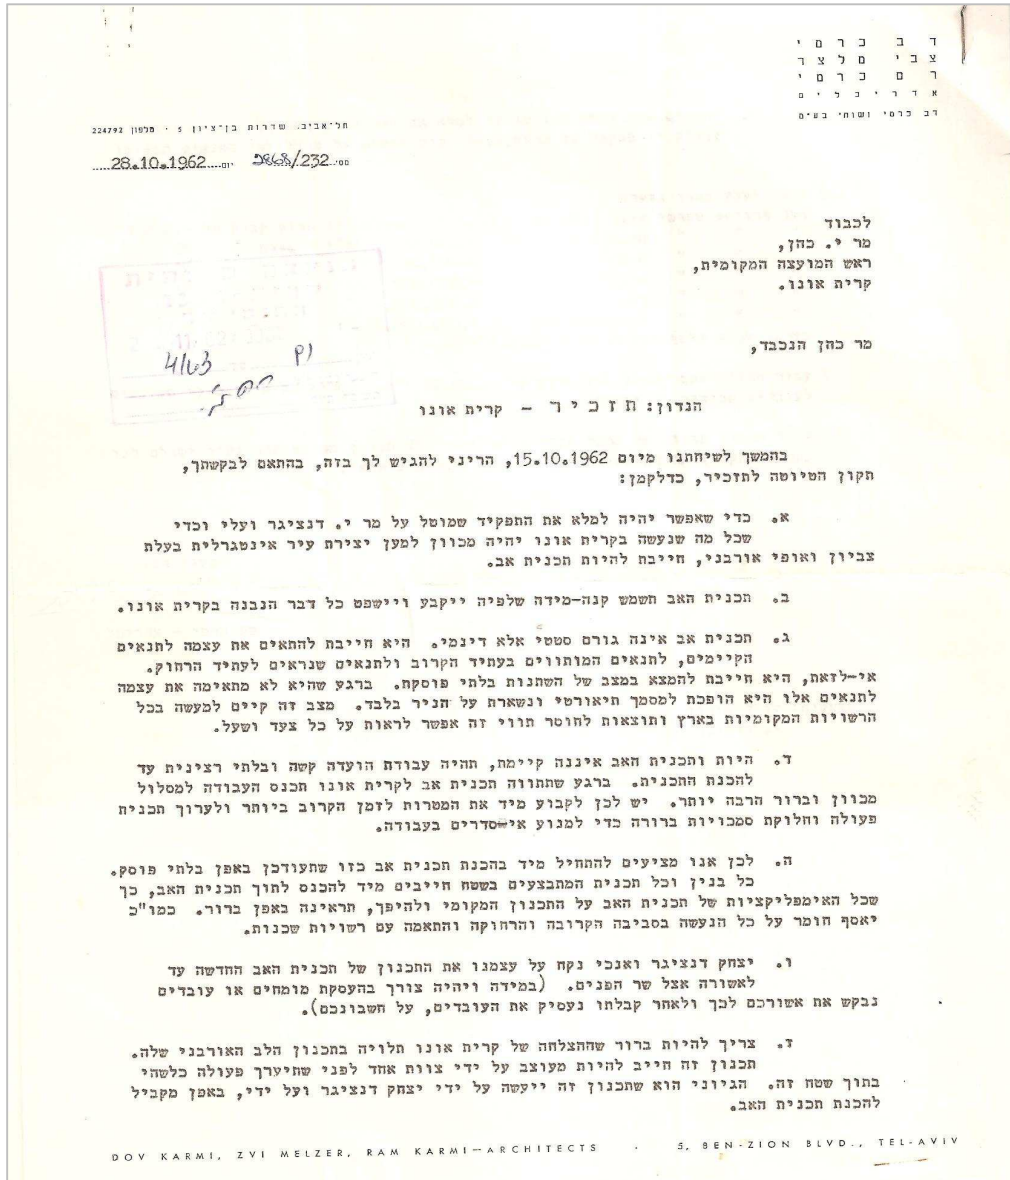 דב כרמי
צבי מלצר
רם כרמי
אדריכלים
דב כרמי ושות׳ בע״מ
תל־אביב. שדרות בן־ציון 5 · טלפון 224792
מס׳ 2868/232 יום 28.10.1962
לכבוד
מר י. כהן,
ראש המועצה המקומית,
קרית אונו.
מר כהן הנכבד,
4/63
הנדון: תזכיר - קרית אונו
בהמשך לשיחתנו מיום 15.10.1962, הריני להגיש לך בזה, בהתאם לבקשתך,
תקון הטיוטה לתזכיר, כדלקמן:
א. כדי שאפשר יהיה למלא את התפקיד שמוטל על מר י. דנציגר ועלי וכדי
שכל מה שנעשה בקרית אונו יהיה מכוון למען יצירת עיר אינטגרלית בעלת
צביון ואופי אורבני, חייבת להיות תכנית אב.
ב. תכנית האב תשמש קנה-מידה שלפיה ייקבע ויישפט כל דבר הנבנה בקרית אונו.
ג. תכנית אב אינה גורם סטטי אלא דינמי. היא חייבת להתאים את עצמה לתנאים
הקיימים, לתנאים המותווים בעתיד הקרוב ולתנאים שנראים לעתיד הרחוק.
אי-לזאת, היא חייבת להמצא במצב של השתנות בלתי פוסקת. ברגע שהיא לא מתאימה את עצמה
לתנאים אלו היא הופכת למסמך תיאורטי ונשארת על הניר בלבד. מצב זה קיים למעשה בכל
הרשויות המקומיות בארץ ותוצאות לחוסר תווי זה אפשר לראות על כל צעד ושעל.
ד. היות ותכנית האב איננה קיימת, תהיה עבודת הועדה קשה ובלתי רצינית עד
להכנת התכנית. ברגע שתתווה תכנית אב לקרית אונו תכנס העבודה למסלול
מכוון וברור הרבה יותר. יש לכן לקבוע מיד את המטרות לזמן הקרוב ביותר ולערוך תכנית
פעולה וחלוקת סמכויות ברורה כדי למנוע אי-סדרים בעבודה.
ה. לכן אנו מציעים להתחיל מיד בהכנת תכנית אב כזו שתעודכן באפן בלתי פוסק.
כל בנין וכל תכנית המתבצעים בשטח חייבים מיד להכנס לתוך תכנית האב, כך
שכל האימפליקציות של תכנית האב על התכנון המקומי ולהיפך, תראינה באפן ברור. כמו"כ
יאסף חומר על כל הנעשה בסביבה הקרובה והרחוקה והתאמה עם רשויות שכנות.
ו. יצחק דנציגר ואנכי נקח על עצמנו את התכנון של תכנית האב החדשה עד
לאשורה אצל שר הפנים. (במידה ויהיה צורך בהעסקת מומחים או עובדים
נבקש את אשורכם לכך ולאחר קבלתו נעסיק את העובדים, על חשבונכם).
ז. צריך להיות ברור שההצלחה של קרית אונו תלויה בתכנון הלב האורבני שלה.
תכנון זה חייב להיות מעוצב על ידי צוות אחד לפני שתיערך פעולה כלשהי
בתוך שטח זה. הגיוני הוא שתכנון זה ייעשה על ידי יצחק דנציגר ועל ידי, באפן מקביל
להכנת תכנית האב.
DOV KARMI, ZVI MELZER, RAM KARMI—ARCHITECTS · 5, BEN-ZION BLVD., TEL-AVIV